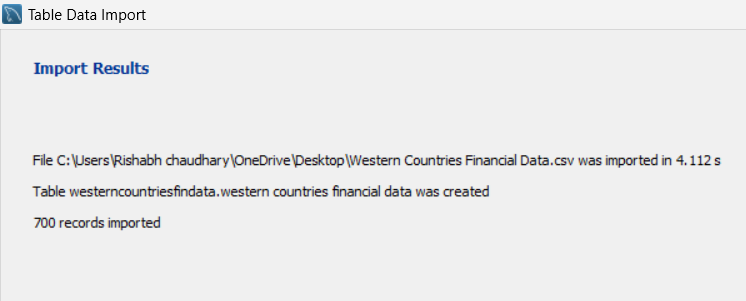 Table Data Import
Import Results
File C:\Users\Rishabh chaudhary\OneDrive\Desktop\Western Countries Financial Data.csv was imported in 4.112 s
Table westerncountriesfindata.western countries financial data was created
700 records imported